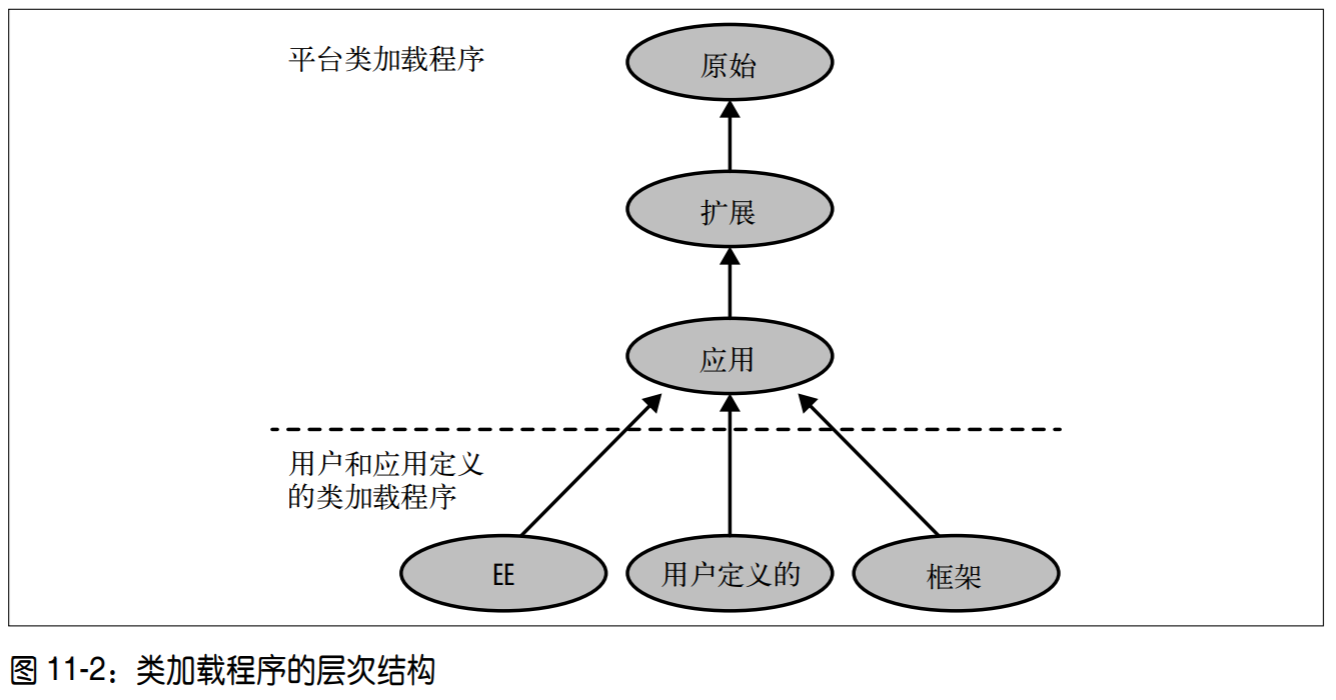 平台类加载程序
原始
扩展
应用
用户和应用定义
的类加载程序
EE
用户定义的
框架
图 11-2：类加载程序的层次结构